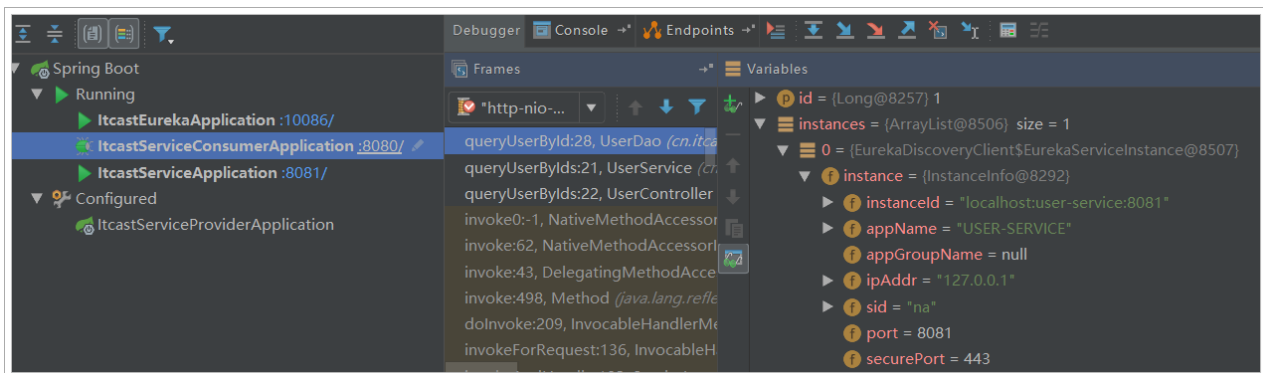 Debugger Console Endpoints
Spring Boot
Running
ItcastEurekaApplication :10086/
ItcastServiceConsumerApplication :8080/
ItcastServiceApplication :8081/
Configured
ItcastServiceProviderApplication
Frames
"http-nio-...
queryUserById:28, UserDao (cn.itca
queryUserByIds:21, UserService (cn
queryUserByIds:22, UserController
invoke0:-1, NativeMethodAccessor
invoke:62, NativeMethodAccessorI
invoke:43, DelegatingMethodAcce
invoke:498, Method (java.lang.refle
doInvoke:209, InvocableHandlerMe
invokeForRequest:136, InvocableH
Variables
id = {Long@8257} 1
instances = {ArrayList@8506} size = 1
0 = {EurekaDiscoveryClient$EurekaServiceInstance@8507}
instance = {InstanceInfo@8292}
instanceId = "localhost:user-service:8081"
appName = "USER-SERVICE"
appGroupName = null
ipAddr = "127.0.0.1"
sid = "na"
port = 8081
securePort = 443